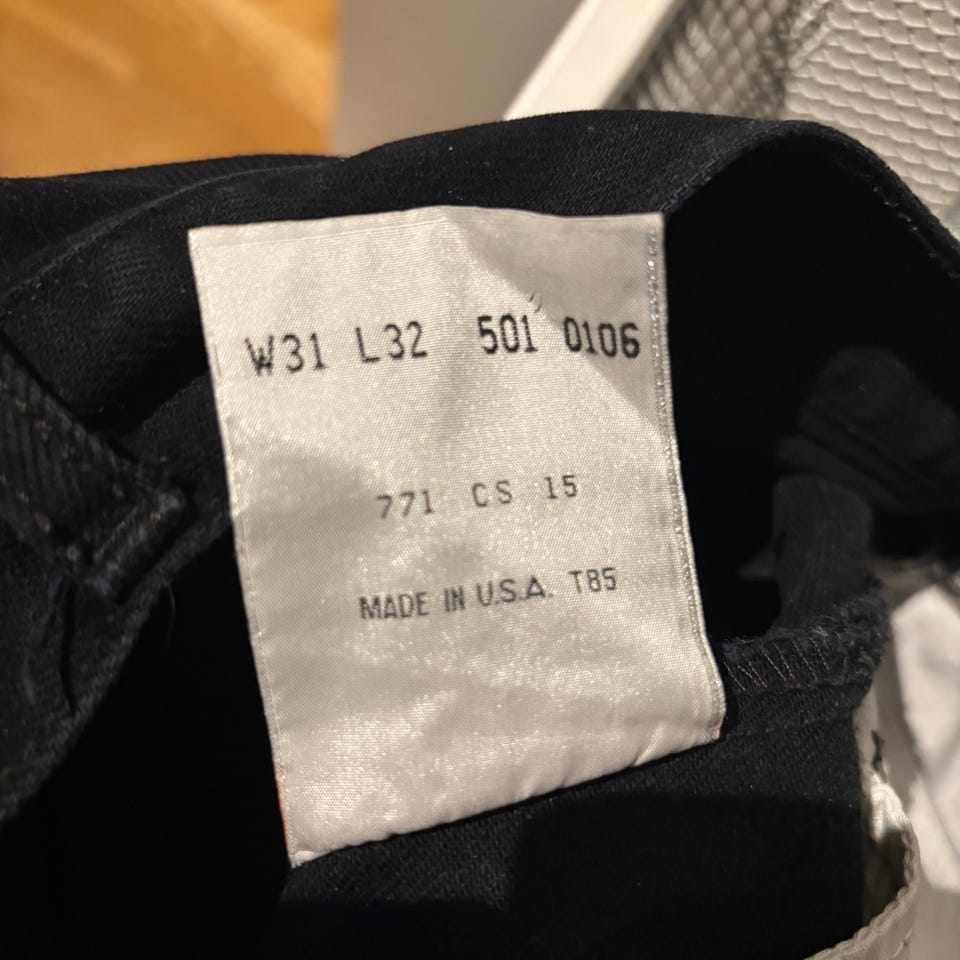 W31 L32 501 0106
771 CS 15
MADE IN U.S.A. T85